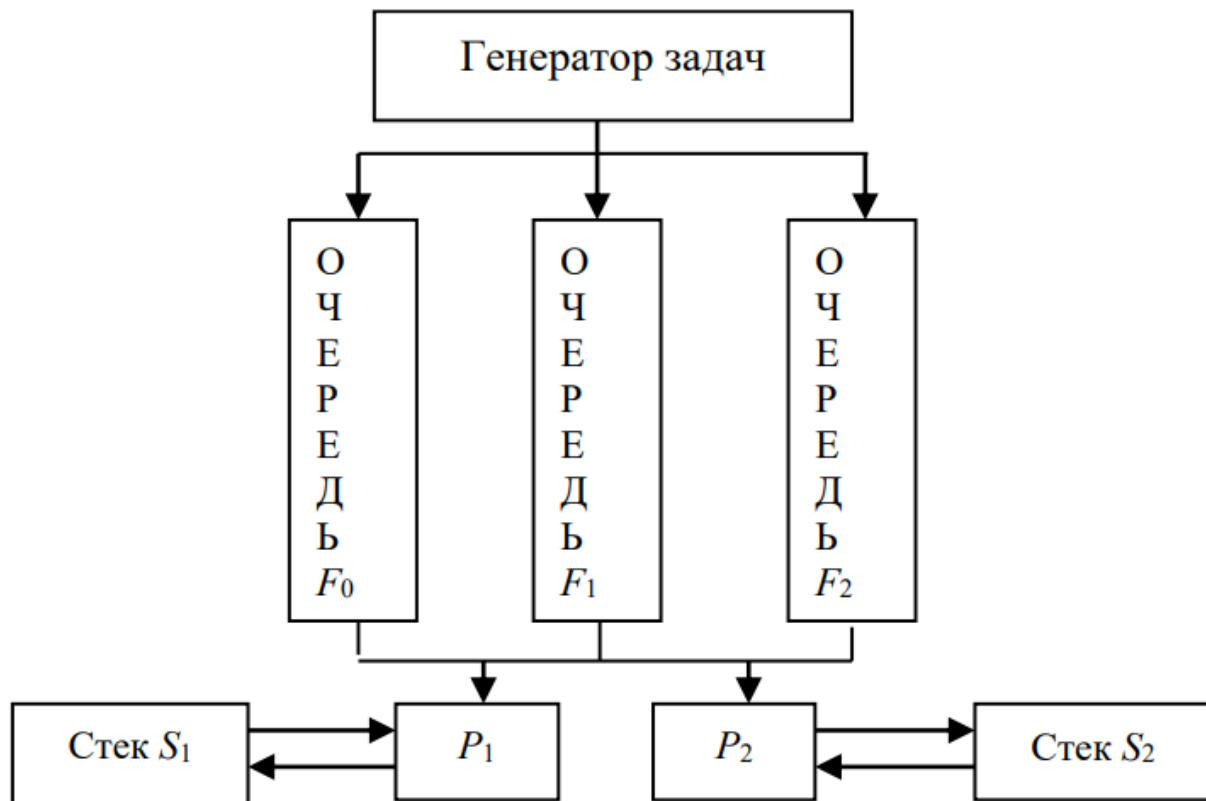 Генератор задач
О
Ч
Е
Р
Е
Д
Ь
F0
О
Ч
Е
Р
Е
Д
Ь
F1
О
Ч
Е
Р
Е
Д
Ь
F2
Стек S1
P1
P2
Стек S2